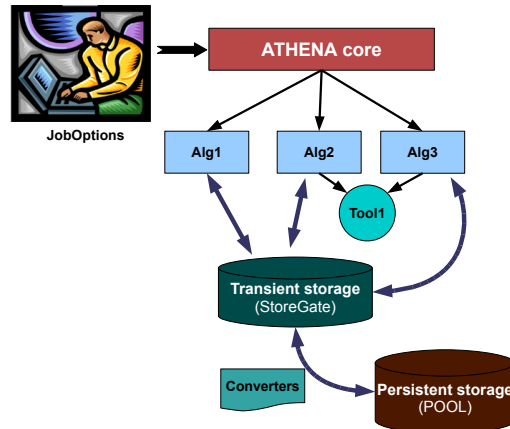 ATHENA core
JobOptions
Alg1
Alg2
Alg3
Tool1
Transient storage
(StoreGate)
Converters
Persistent storage
(POOL)